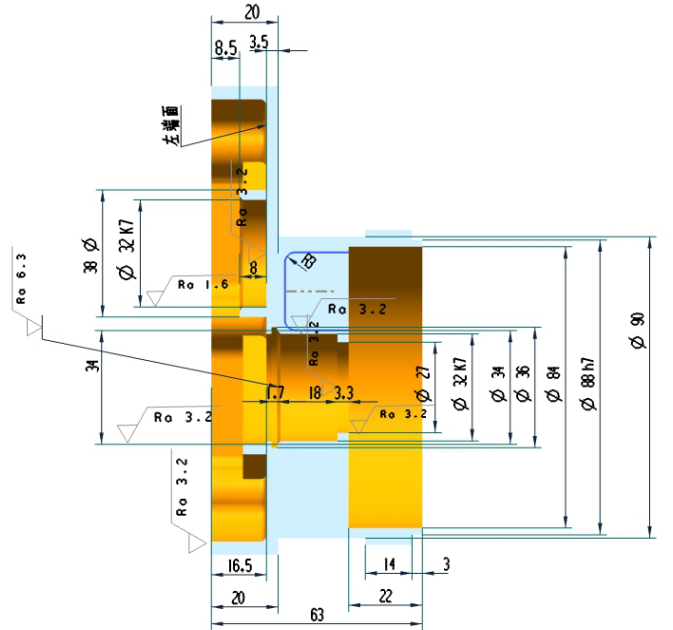 20
8.5
3.5
左端面
Ra 3.2
38 Ø
Ø 32 K7
8
R3
Ra 6.3
Ra 1.6
Ra 3.2
Ra 3.2
34
1.7
18
3.3
Ø 27
Ø 32 K7
Ø 34
Ø 36
Ø 84
Ø 88 h7
Ø 90
Ra 3.2
Ra 3.2
Ra 3.2
16.5
14
3
20
22
63